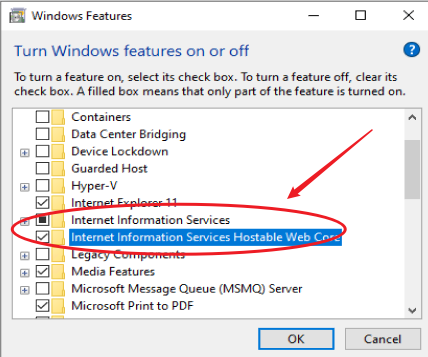 Windows Features
Turn Windows features on or off
To turn a feature on, select its check box. To turn a feature off, clear its
check box. A filled box means that only part of the feature is turned on.
Containers
Data Center Bridging
Device Lockdown
Guarded Host
Hyper-V
Internet Explorer 11
Internet Information Services
Internet Information Services Hostable Web Core
Legacy Components
Media Features
Microsoft Message Queue (MSMQ) Server
Microsoft Print to PDF
OK
Cancel